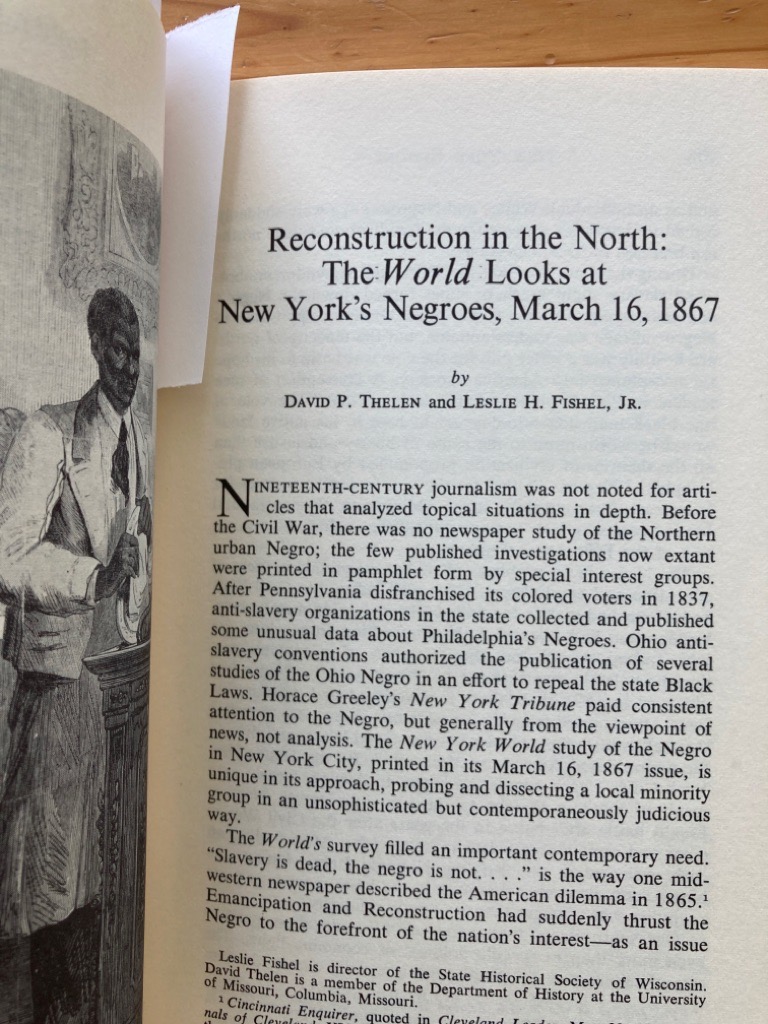 Reconstruction in the North:
The World Looks at
New York's Negroes, March 16, 1867
by
DAVID P. THELEN and LESLIE H. FISHEL, JR.
NINETEENTH-CENTURY journalism was not noted for arti-
cles that analyzed topical situations in depth. Before
the Civil War, there was no newspaper study of the Northern
urban Negro; the few published investigations now extant
were printed in pamphlet form by special interest groups.
After Pennsylvania disfranchised its colored voters in 1837,
anti-slavery organizations in the state collected and published
some unusual data about Philadelphia's Negroes. Ohio anti-
slavery conventions authorized the publication of several
studies of the Ohio Negro in an effort to repeal the state Black
Laws. Horace Greeley's New York Tribune paid consistent
attention to the Negro, but generally from the viewpoint of
news, not analysis. The New York World study of the Negro
in New York City, printed in its March 16, 1867 issue, is
unique in its approach, probing and dissecting a local minority
group in an unsophisticated but contemporaneously judicious
way.
The World's survey filled an important contemporary need.
"Slavery is dead, the negro is not. . . ." is the way one mid-
western newspaper described the American dilemma in 1865.¹
Emancipation and Reconstruction had suddenly thrust the
Negro to the forefront of the nation's interest—as an issue
Leslie Fishel is director of the State Historical Society of Wisconsin.
David Thelen is a member of the Department of History at the University
of Missouri, Columbia, Missouri.
¹ Cincinnati Enquirer, quoted in Cleveland
nals of Cleveland